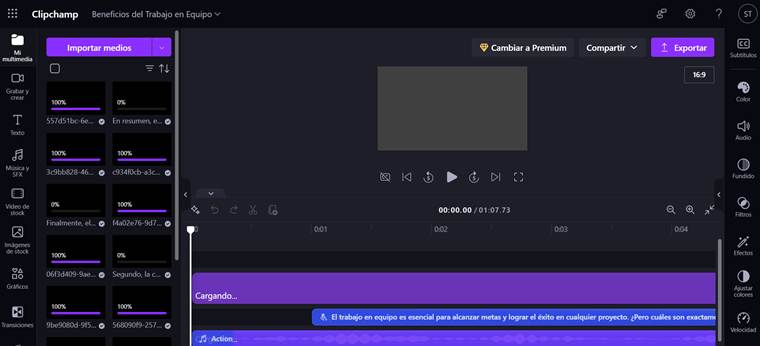 Clipchamp
Beneficios del Trabajo en Equipo
ST
Mi multimedia
Grabar y crear
Texto
Música y SFX
Vídeo de stock
Imágenes de stock
Gráficos
Transiciones
Importar medios
100%
557d51bc-6e...
0%
En resumen, e...
100%
3c9bb828-46...
100%
c934f0cb-a3c...
0%
Finalmente, el...
100%
f4a02e76-9d7...
100%
06f3d409-9ae...
0%
Segundo, la c...
100%
9be9080d-9f5...
100%
568090f9-257...
Cambiar a Premium
Compartir
Exportar
16:9
00:00.00 / 01:07.73
0
0:01
0:02
0:03
0:04
Cargando...
El trabajo en equipo es esencial para alcanzar metas y lograr el éxito en cualquier proyecto. ¿Pero cuáles son exactame
Action
Subtítulos
Color
Audio
Fundido
Filtros
Efectos
Ajustar colores
Velocidad